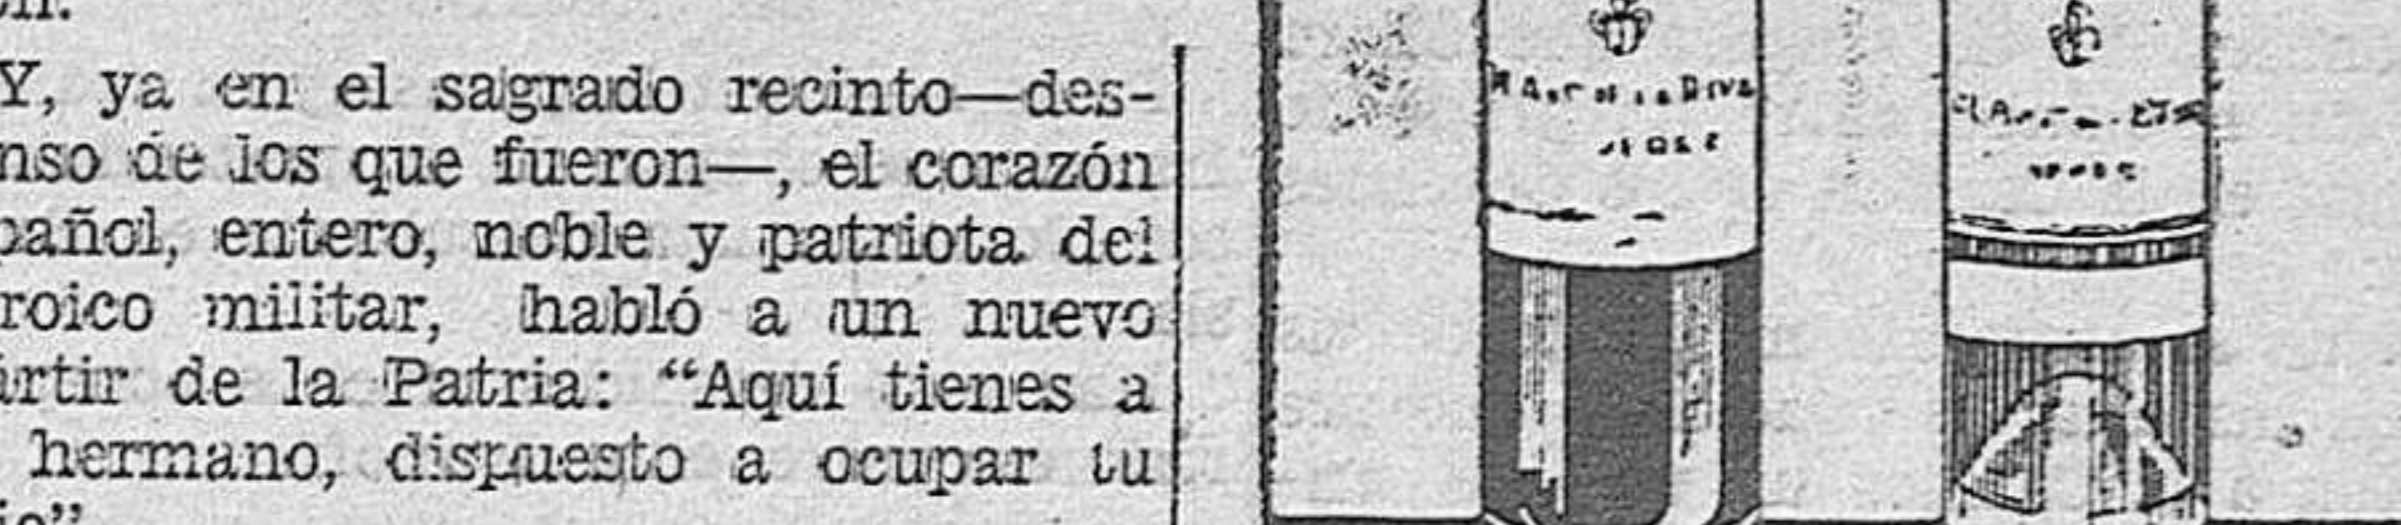 Y, ya en el sagrado recinto—des-
nso de los que fueron—, el corazón
pañol, entero, noble y patriota del
roico militar, habló a un nuevo
ártir de la Patria: “Aquí tienes a
hermano, dispuesto a ocupar tu